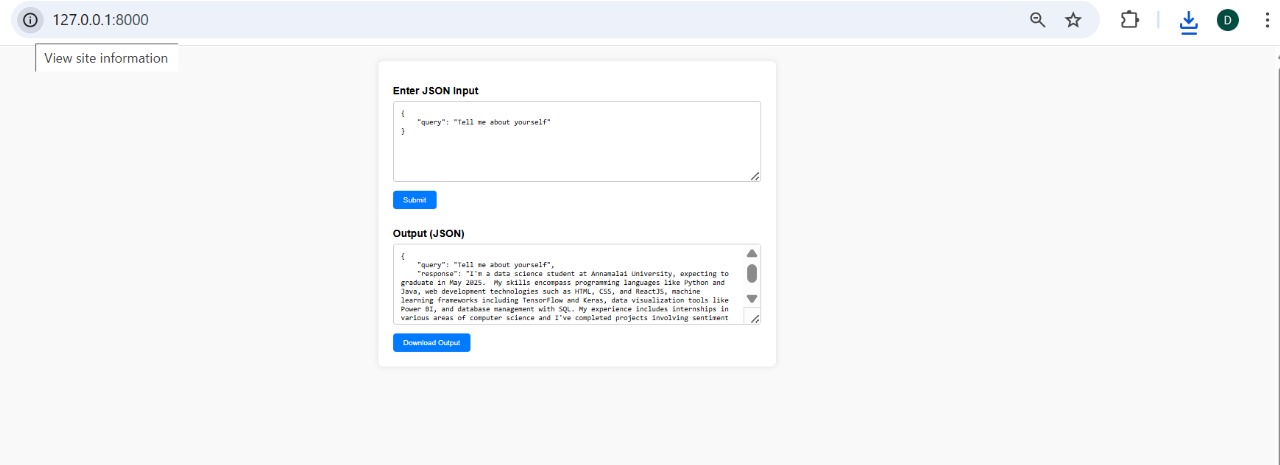 127.0.0.1:8000
D
View site information
Enter JSON Input
{
"query": "Tell me about yourself"
}
Submit
Output (JSON)
{
"query": "Tell me about yourself",
"response": "I'm a data science student at Annamalai University, expecting to
graduate in May 2025.  My skills encompass programming languages like Python and
Java, web development technologies such as HTML, CSS, and ReactJS, machine
learning frameworks including TensorFlow and Keras, data visualization tools like
Power BI, and database management with SQL. My experience includes internships in
various areas of computer science and I've completed projects involving sentiment
Download Output